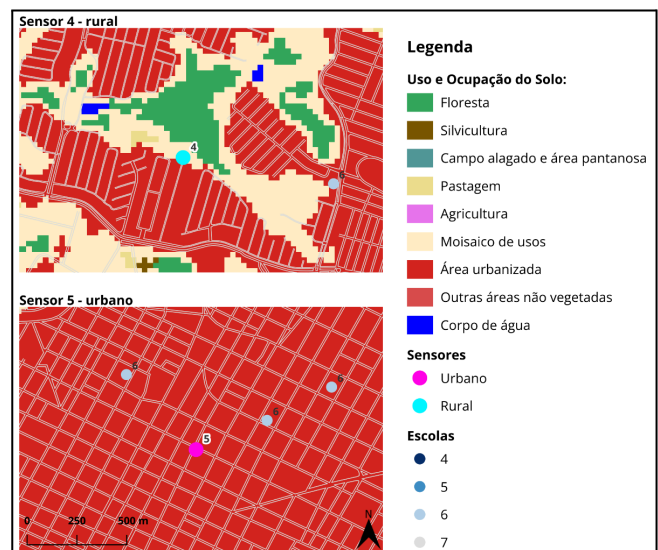 Sensor 4 - rural
4
6
Sensor 5 - urbano
6
6
6
5
0 250 500 m
N
Legenda
Uso e Ocupação do Solo:
Floresta
Silvicultura
Campo alagado e área pantanosa
Pastagem
Agricultura
Moisaico de usos
Área urbanizada
Outras áreas não vegetadas
Corpo de água
Sensores
Urbano
Rural
Escolas
4
5
6
7